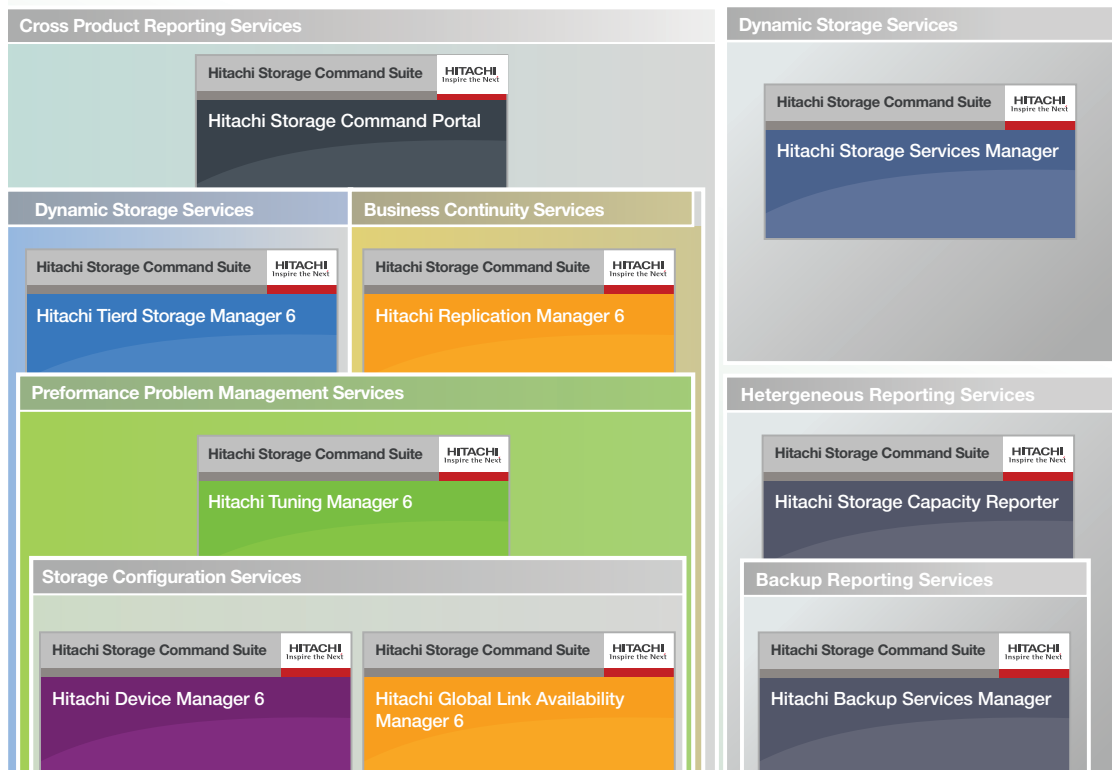 Cross Product Reporting Services
Hitachi Storage Command Suite
HITACHI
Inspire the Next
Hitachi Storage Command Portal
Dynamic Storage Services
Hitachi Storage Command Suite
HITACHI
Inspire the Next
Hitachi Tierd Storage Manager 6
Business Continuity Services
Hitachi Storage Command Suite
HITACHI
Inspire the Next
Hitachi Replication Manager 6
Preformance Problem Management Services
Hitachi Storage Command Suite
HITACHI
Inspire the Next
Hitachi Tuning Manager 6
Storage Configuration Services
Hitachi Storage Command Suite
HITACHI
Inspire the Next
Hitachi Device Manager 6
Hitachi Storage Command Suite
HITACHI
Inspire the Next
Hitachi Global Link Availability
Manager 6
Dynamic Storage Services
Hitachi Storage Command Suite
HITACHI
Inspire the Next
Hitachi Storage Services Manager
Hetergeneous Reporting Services
Hitachi Storage Command Suite
HITACHI
Inspire the Next
Hitachi Storage Capacity Reporter
Backup Reporting Services
Hitachi Storage Command Suite
HITACHI
Inspire the Next
Hitachi Backup Services Manager